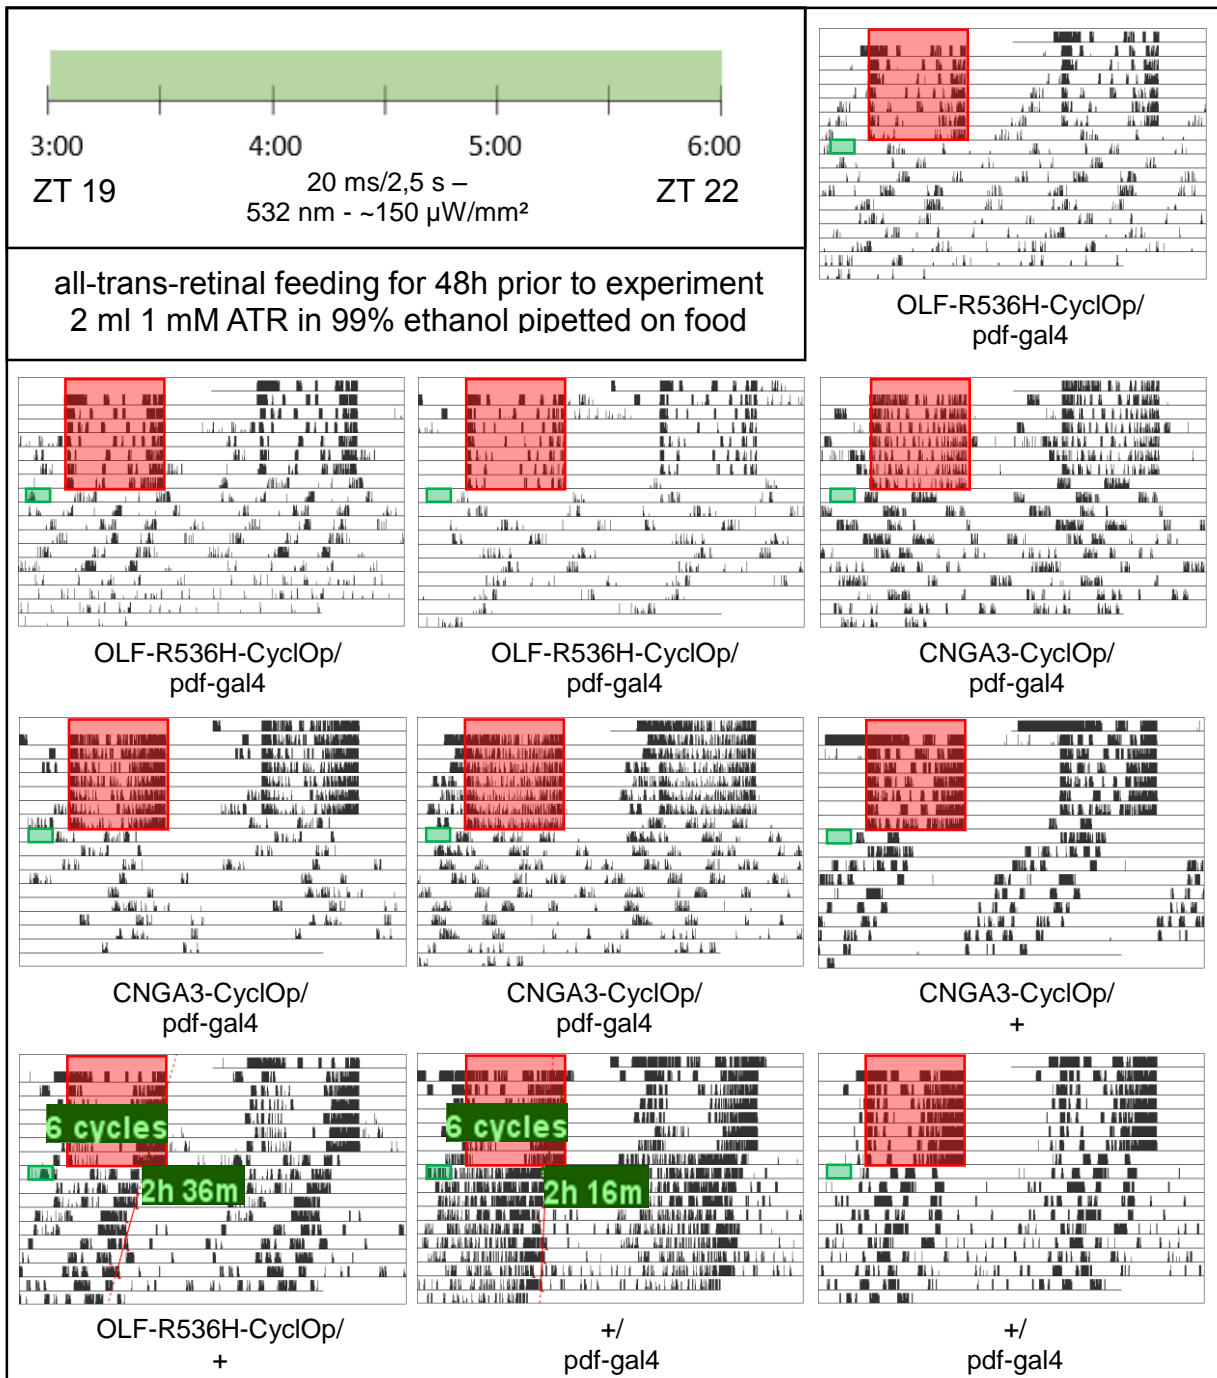 3:00
4:00
5:00
6:00
ZT 19
20 ms/2,5 s –
532 nm - ~150 µW/mm²
ZT 22
all-trans-retinal feeding for 48h prior to experiment
2 ml 1 mM ATR in 99% ethanol pipetted on food
OLF-R536H-CyclOp/
pdf-gal4
OLF-R536H-CyclOp/
pdf-gal4
OLF-R536H-CyclOp/
pdf-gal4
CNGA3-CyclOp/
pdf-gal4
CNGA3-CyclOp/
pdf-gal4
CNGA3-CyclOp/
pdf-gal4
CNGA3-CyclOp/
+
6 cycles
2h 36m
OLF-R536H-CyclOp/
+
6 cycles
2h 16m
+/
pdf-gal4
+/
pdf-gal4